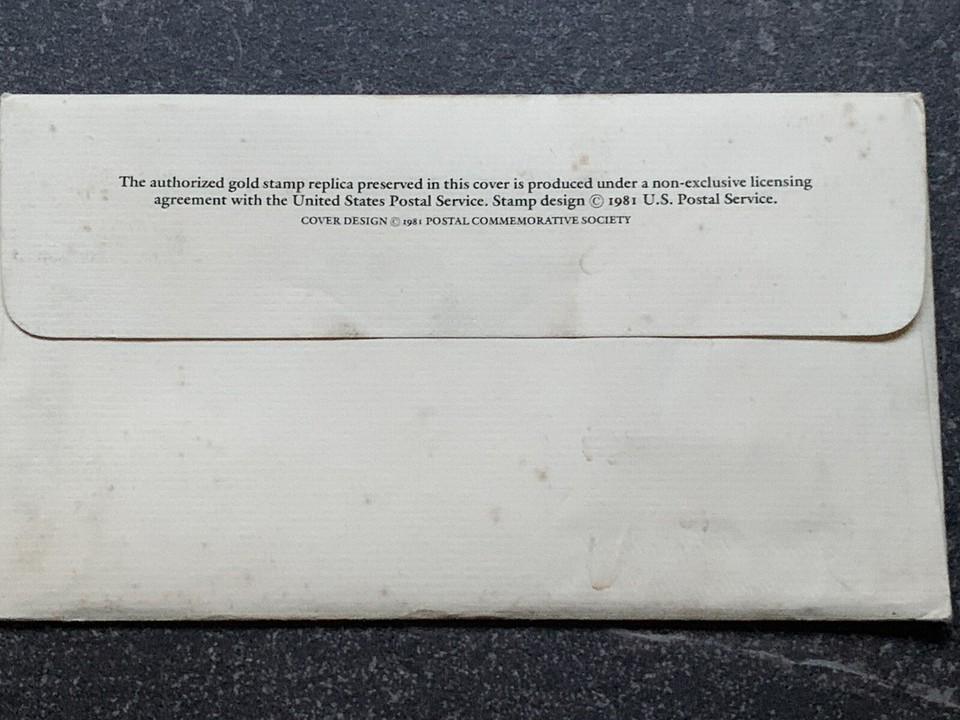 The authorized gold stamp replica preserved in this cover is produced under a non-exclusive licensing
agreement with the United States Postal Service. Stamp design © 1981 U.S. Postal Service.
COVER DESIGN © 1981 POSTAL COMMEMORATIVE SOCIETY